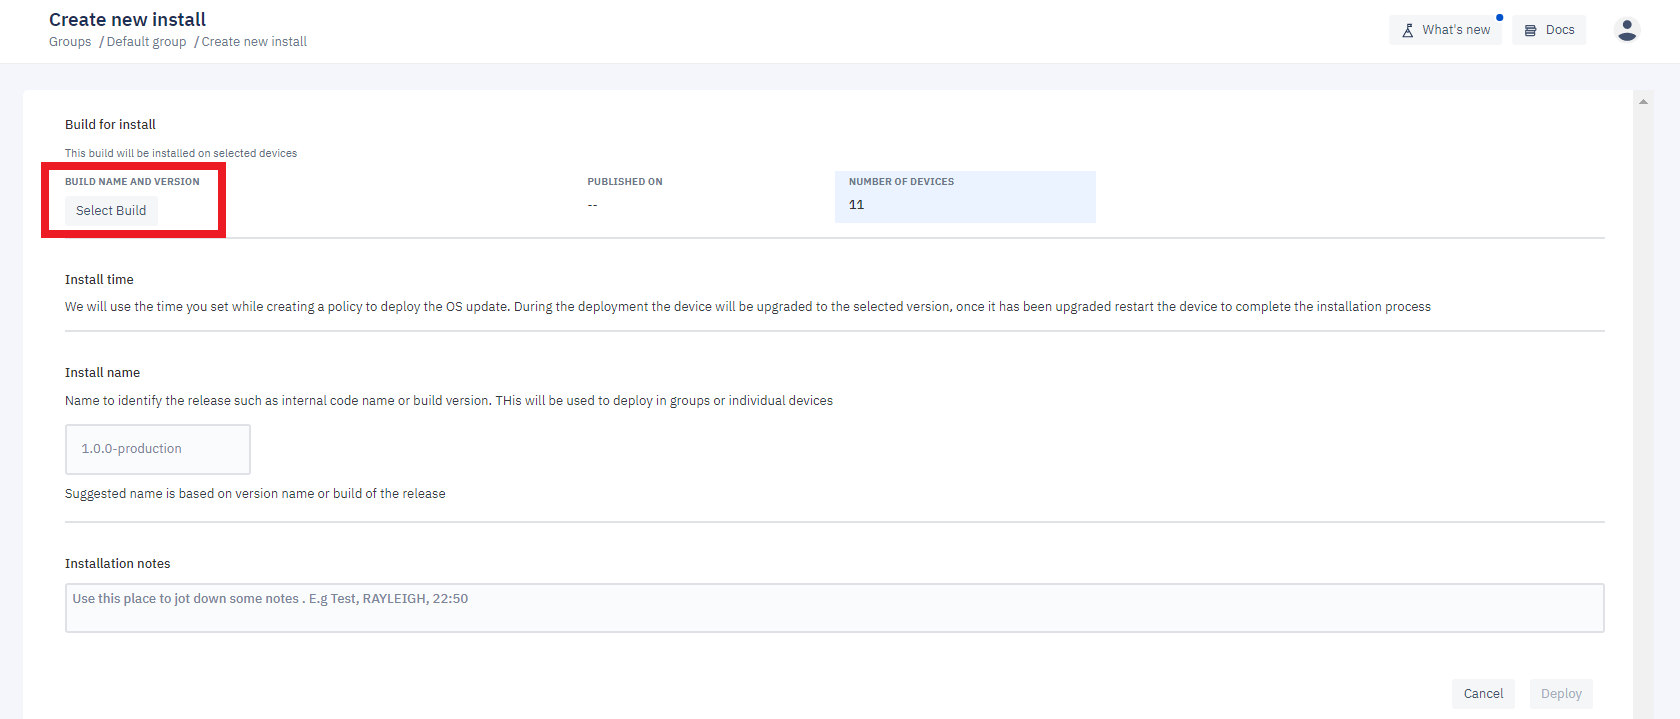 Create new install
Groups / Default group / Create new install
What's new
Docs
Build for install
This build will be installed on selected devices
BUILD NAME AND VERSION
Select Build
PUBLISHED ON
--
NUMBER OF DEVICES
11
Install time
We will use the time you set while creating a policy to deploy the OS update. During the deployment the device will be upgraded to the selected version, once it has been upgraded restart the device to complete the installation process
Install name
Name to identify the release such as internal code name or build version. THis will be used to deploy in groups or individual devices
1.0.0-production
Suggested name is based on version name or build of the release
Installation notes
Use this place to jot down some notes . E.g Test, RAYLEIGH, 22:50
Cancel
Deploy